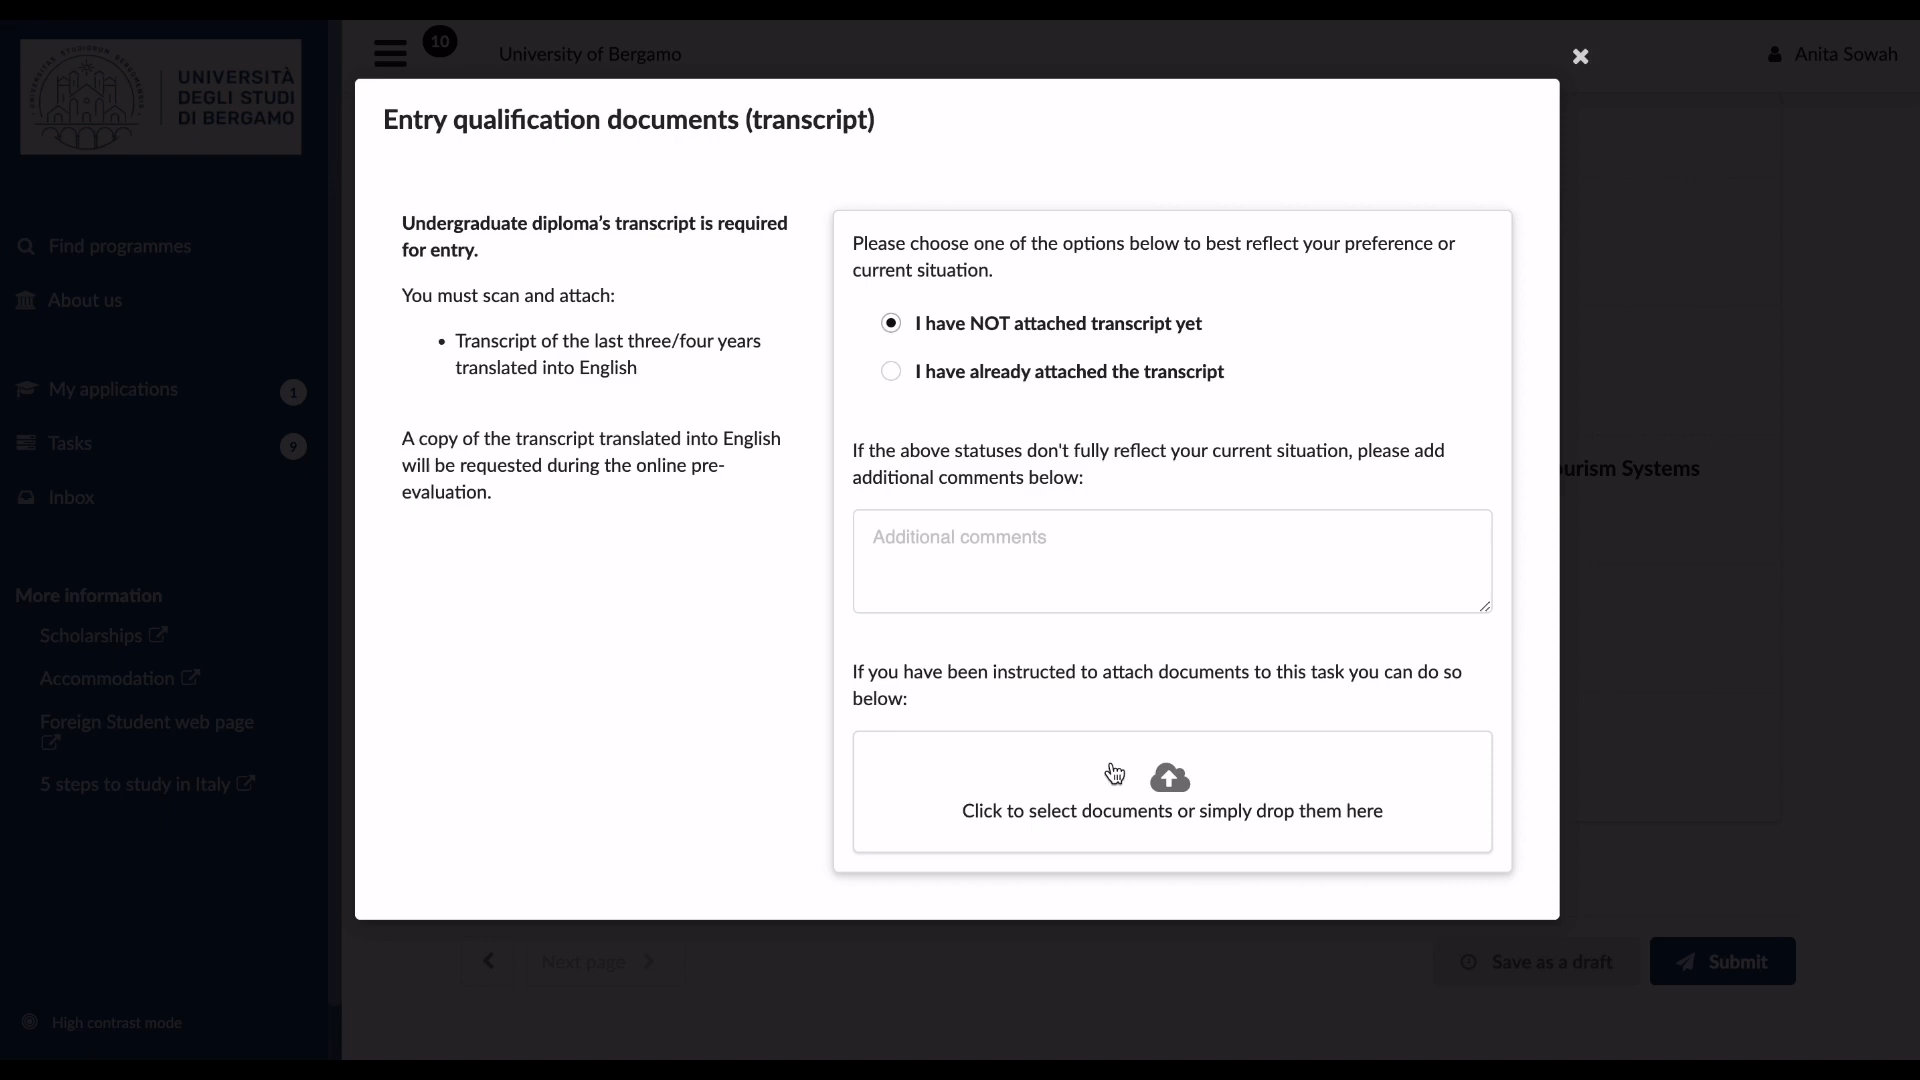 UNIVERSITÀ
DEGLI STUDI
DI BERGAMO
10
University of Bergamo
Anita Sowah
Find programmes
About us
My applications
1
Tasks
9
Inbox
More information
Scholarships
Accommodation
Foreign Student web page
5 steps to study in Italy
High contrast mode
Entry qualification documents (transcript)
Undergraduate diploma’s transcript is required
for entry.
You must scan and attach:
• Transcript of the last three/four years
translated into English
A copy of the transcript translated into English
will be requested during the online pre-
evaluation.
Please choose one of the options below to best reflect your preference or
current situation.
I have NOT attached transcript yet
I have already attached the transcript
If the above statuses don't fully reflect your current situation, please add
additional comments below:
Additional comments
If you have been instructed to attach documents to this task you can do so
below:
Click to select documents or simply drop them here
urism Systems
Next page
Save as a draft
Submit